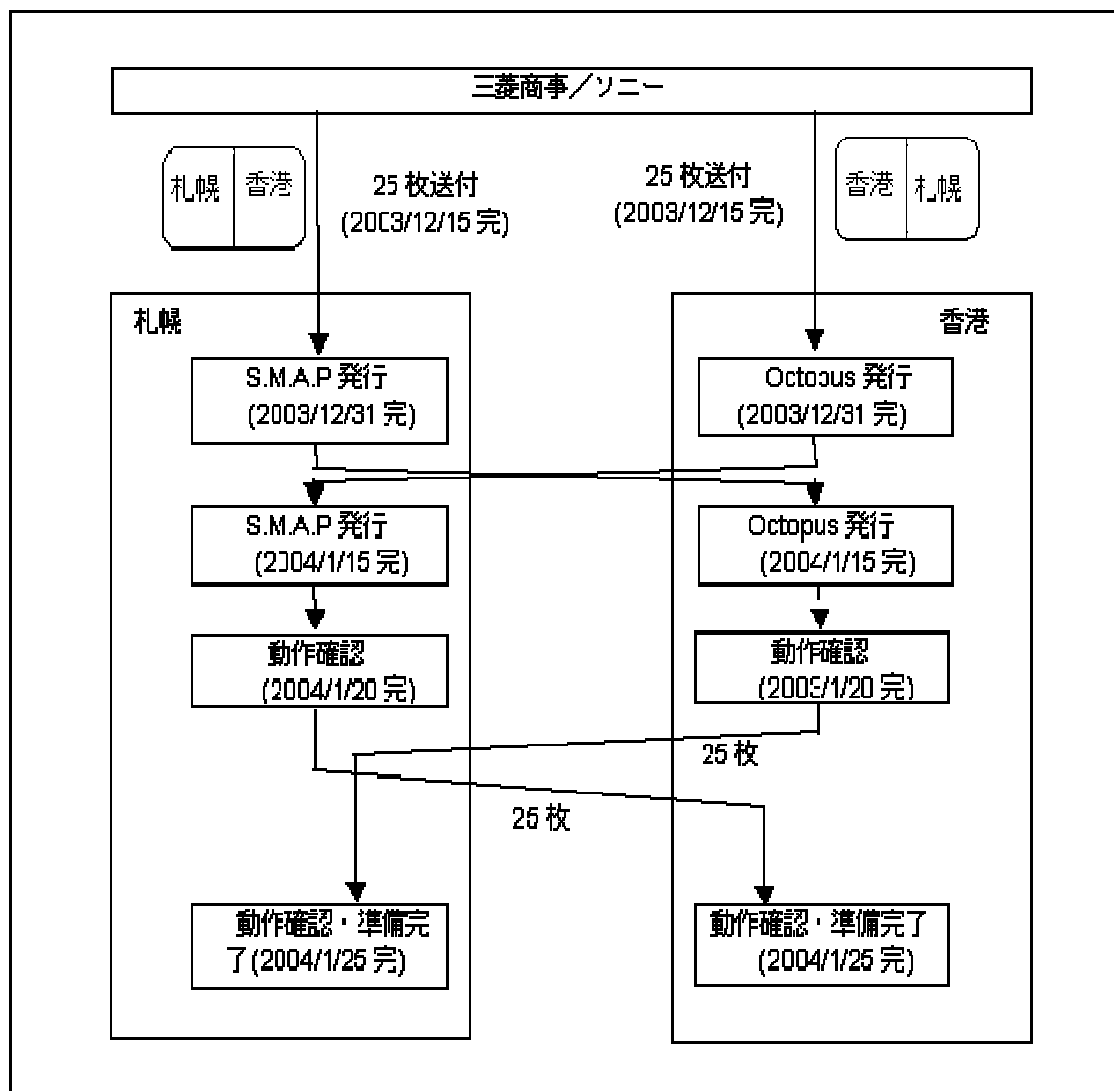 三菱商事／ソニー
札幌 香港
25 枚送付
(2003/12/15 完)
25 枚送付
(2003/12/15 完)
香港 札幌
札幌
香港
S.M.A.P 発行
(2003/12/31 完)
Octopus 発行
(2003/12/31 完)
S.M.A.P 発行
(2004/1/15 完)
Octopus 発行
(2004/1/15 完)
動作確認
(2004/1/20 完)
動作確認
(2003/1/20 完)
25 枚
25 枚
動作確認・準備完
了(2004/1/25 完)
動作確認・準備完了
(2004/1/25 完)